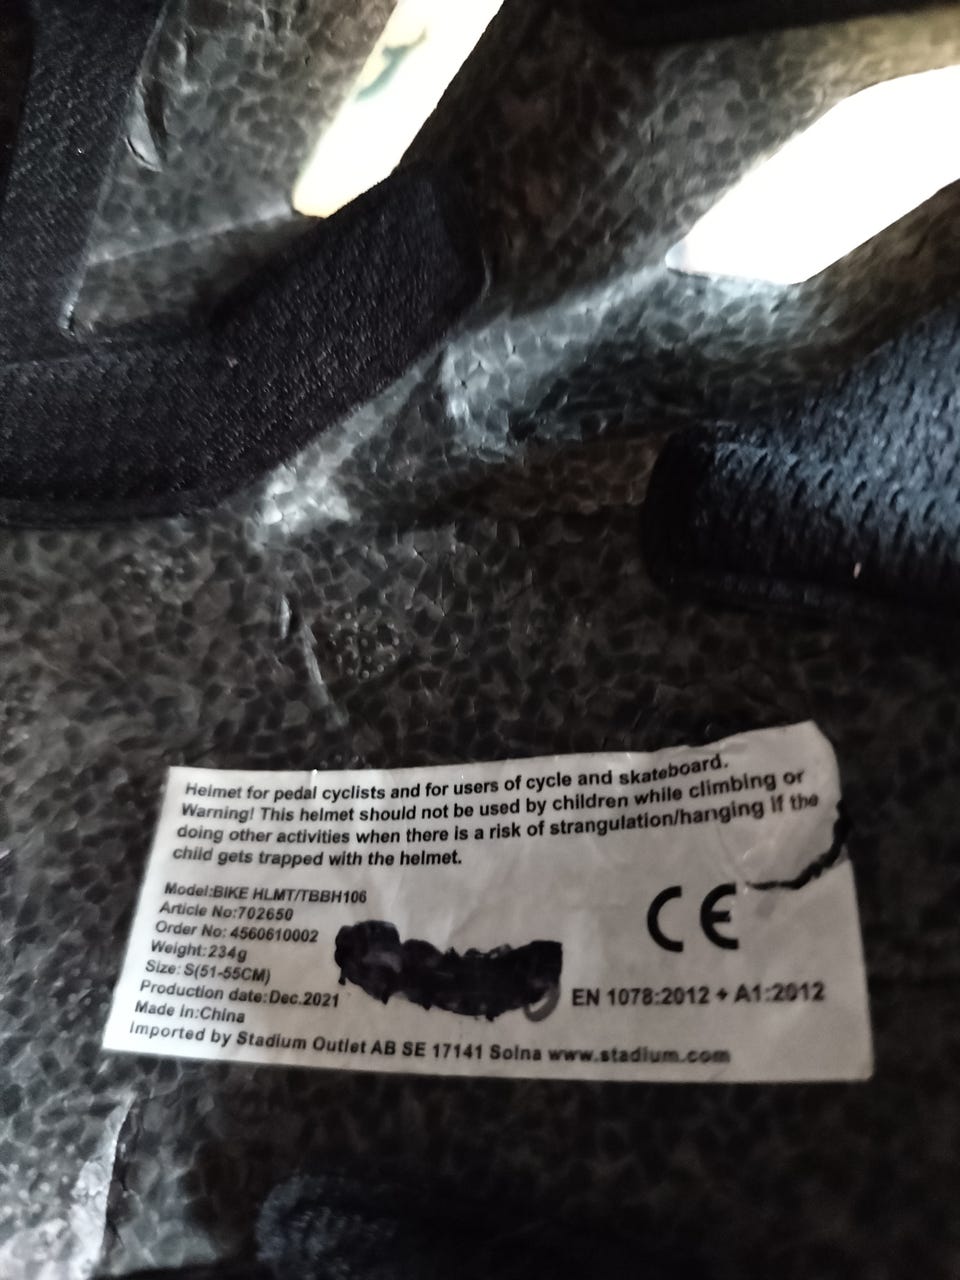 Helmet for pedal cyclists and for users of cycle and skateboard.
Warning! This helmet should not be used by children while climbing or
doing other activities when there is a risk of strangulation/hanging if the
child gets trapped with the helmet.
Model:BIKE HLMT/TBBH106
Article No:702650
Order No: 4560610002
Weight:234g
Size: S(51-55CM)
Production date:Dec.2021
Made in:China
Imported by Stadium Outlet AB SE 17141 Solna www.stadium.com
CE
EN 1078:2012 + A1:2012